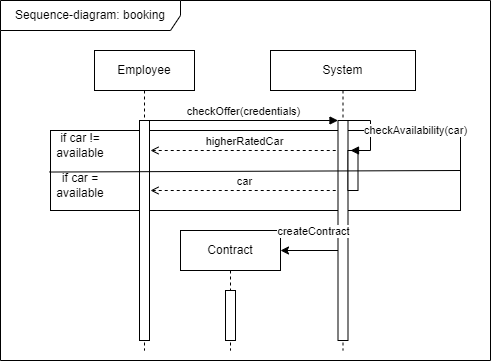 Sequence-diagram: booking
Employee
System
checkOffer(credentials)
checkAvailability(car)
if car !=
available
higherRatedCar
if car =
available
car
createContract
Contract